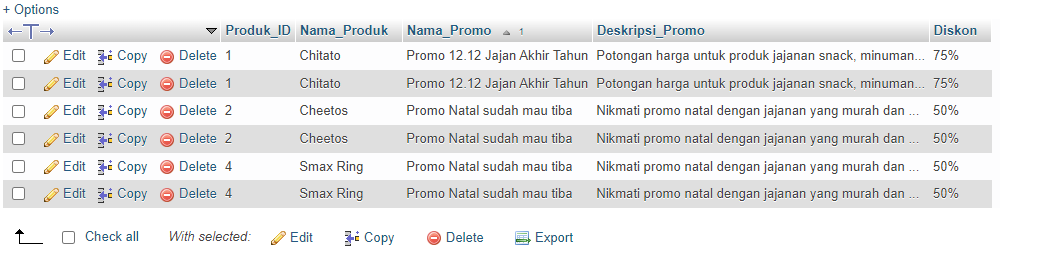 + Options
Produk_ID Nama_Produk Nama_Promo 1 Deskripsi_Promo Diskon
Edit Copy Delete 1 Chitato Promo 12.12 Jajan Akhir Tahun Potongan harga untuk produk jajanan snack, minuman... 75%
Edit Copy Delete 1 Chitato Promo 12.12 Jajan Akhir Tahun Potongan harga untuk produk jajanan snack, minuman... 75%
Edit Copy Delete 2 Cheetos Promo Natal sudah mau tiba Nikmati promo natal dengan jajanan yang murah dan ... 50%
Edit Copy Delete 2 Cheetos Promo Natal sudah mau tiba Nikmati promo natal dengan jajanan yang murah dan ... 50%
Edit Copy Delete 4 Smax Ring Promo Natal sudah mau tiba Nikmati promo natal dengan jajanan yang murah dan ... 50%
Edit Copy Delete 4 Smax Ring Promo Natal sudah mau tiba Nikmati promo natal dengan jajanan yang murah dan ... 50%
Check all With selected: Edit Copy Delete Export